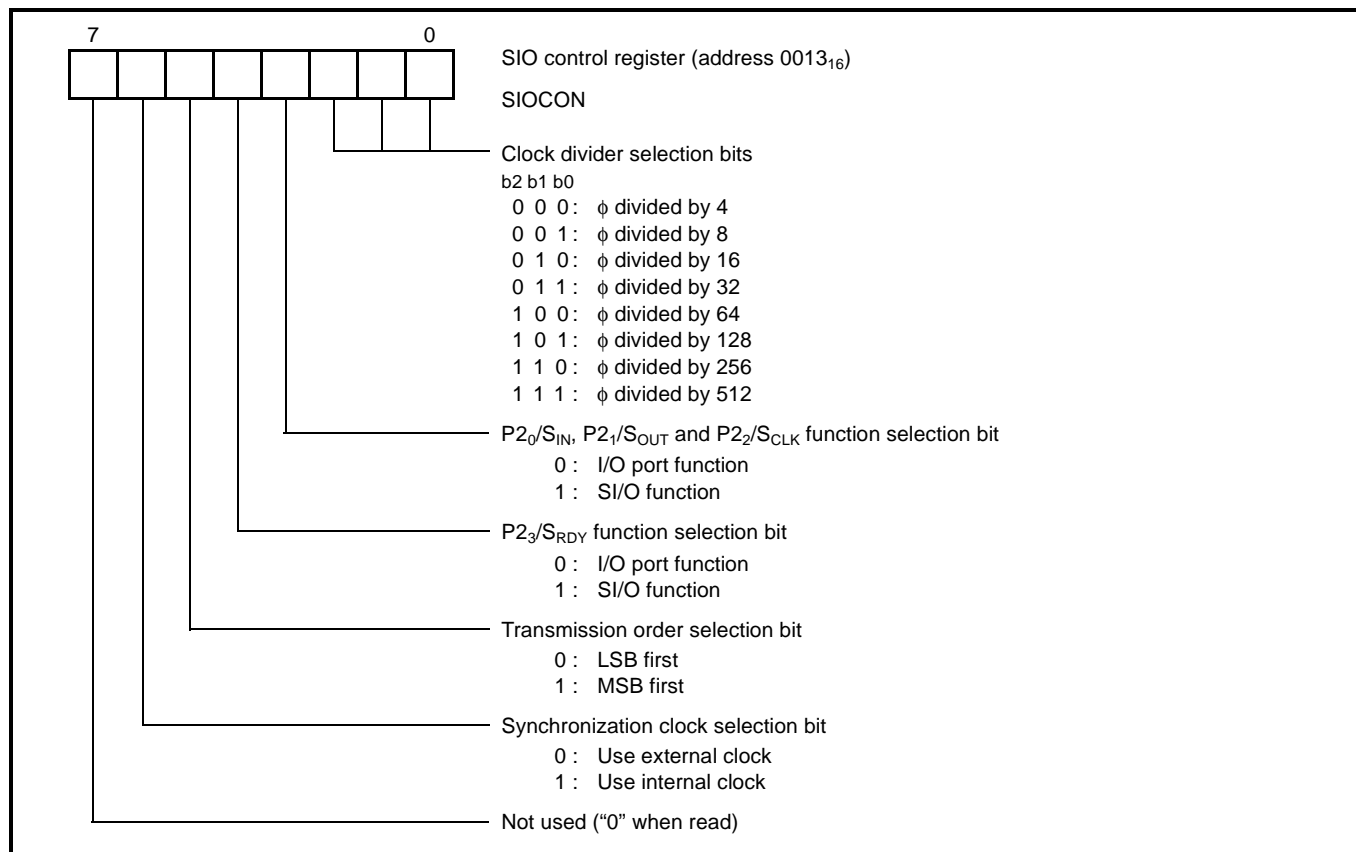 7 0
SIO control register (address 0013₁₆)
SIOCON
Clock divider selection bits
b2 b1 b0
0 0 0 : ϕ divided by 4
0 0 1 : ϕ divided by 8
0 1 0 : ϕ divided by 16
0 1 1 : ϕ divided by 32
1 0 0 : ϕ divided by 64
1 0 1 : ϕ divided by 128
1 1 0 : ϕ divided by 256
1 1 1 : ϕ divided by 512
P2₀/S_IN, P2₁/S_OUT and P2₂/S_CLK function selection bit
0 : I/O port function
1 : SI/O function
P2₃/S_RDY function selection bit
0 : I/O port function
1 : SI/O function
Transmission order selection bit
0 : LSB first
1 : MSB first
Synchronization clock selection bit
0 : Use external clock
1 : Use internal clock
Not used (“0” when read)